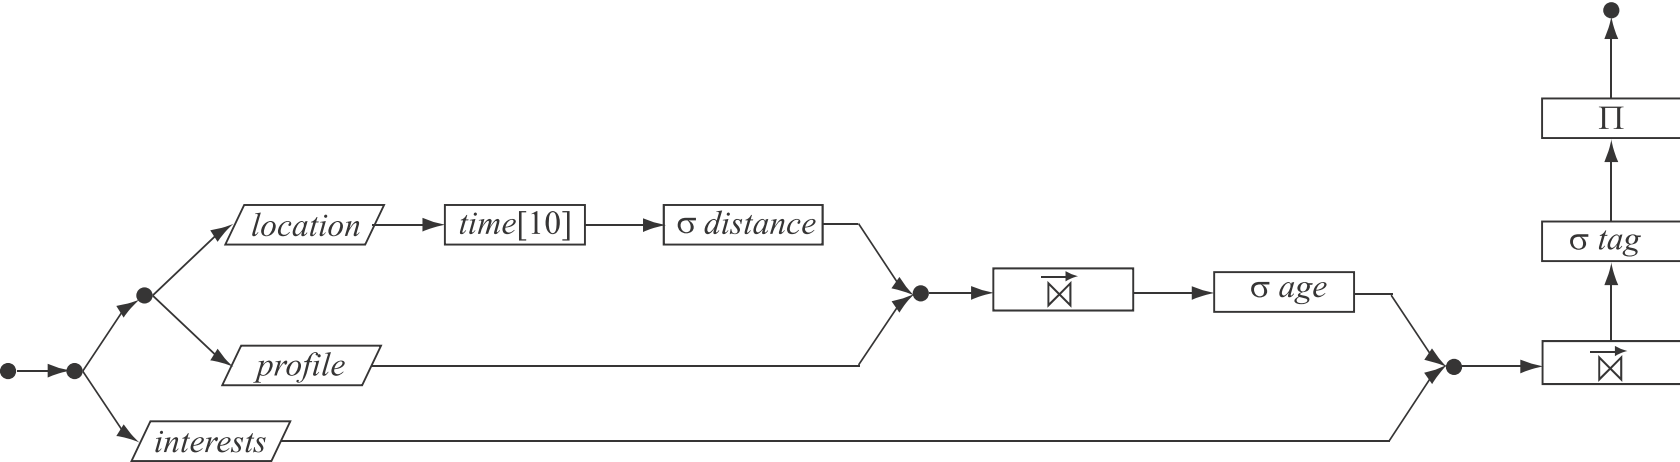 Π
location
time[10]
σ distance
σ tag
⋈
σ age
profile
⋈
interests